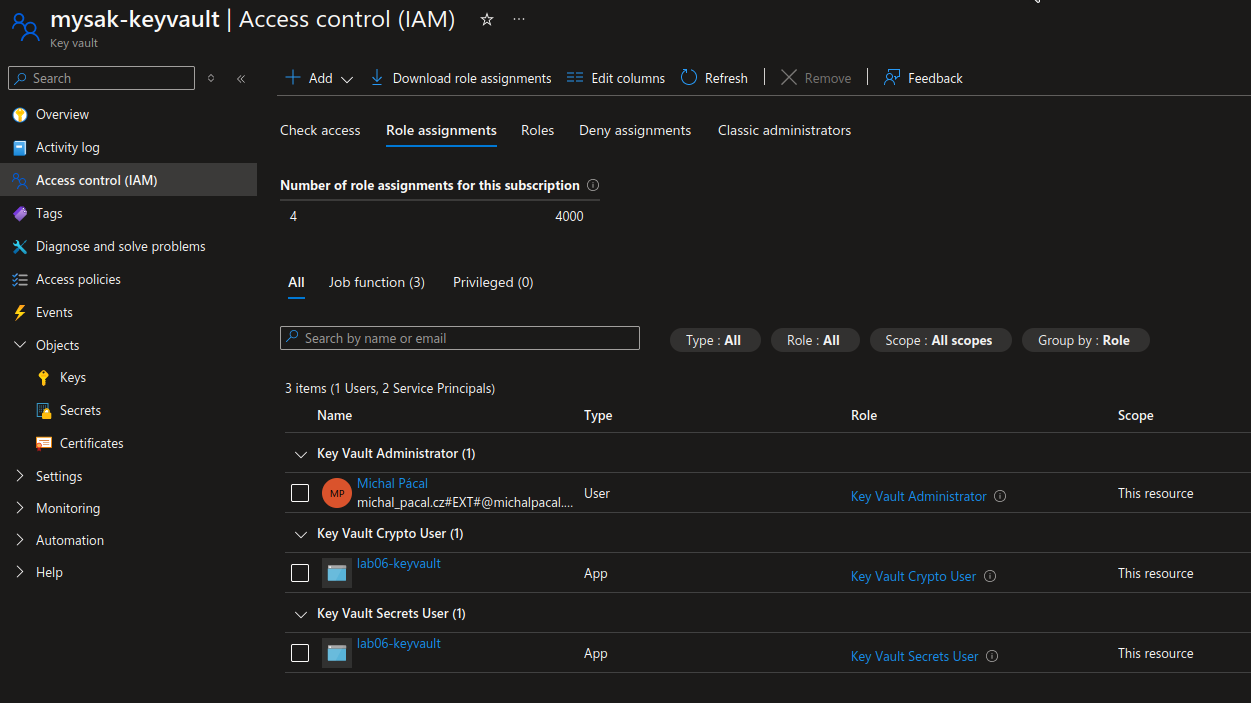 mysak-keyvault | Access control (IAM) ☆ ···
Key vault
Search
«
Add
Download role assignments
Edit columns
Refresh
Remove
Feedback
Overview
Activity log
Access control (IAM)
Tags
Diagnose and solve problems
Access policies
Events
Objects
Keys
Secrets
Certificates
Settings
Monitoring
Automation
Help
Check access
Role assignments
Roles
Deny assignments
Classic administrators
Number of role assignments for this subscription
4 4000
All
Job function (3)
Privileged (0)
Search by name or email
Type : All
Role : All
Scope : All scopes
Group by : Role
3 items (1 Users, 2 Service Principals)
Name Type Role Scope
Key Vault Administrator (1)
MP
Michal Pácal
michal_pacal.cz#EXT#@michalpacal....
User Key Vault Administrator This resource
Key Vault Crypto User (1)
lab06-keyvault
App Key Vault Crypto User This resource
Key Vault Secrets User (1)
lab06-keyvault
App Key Vault Secrets User This resource